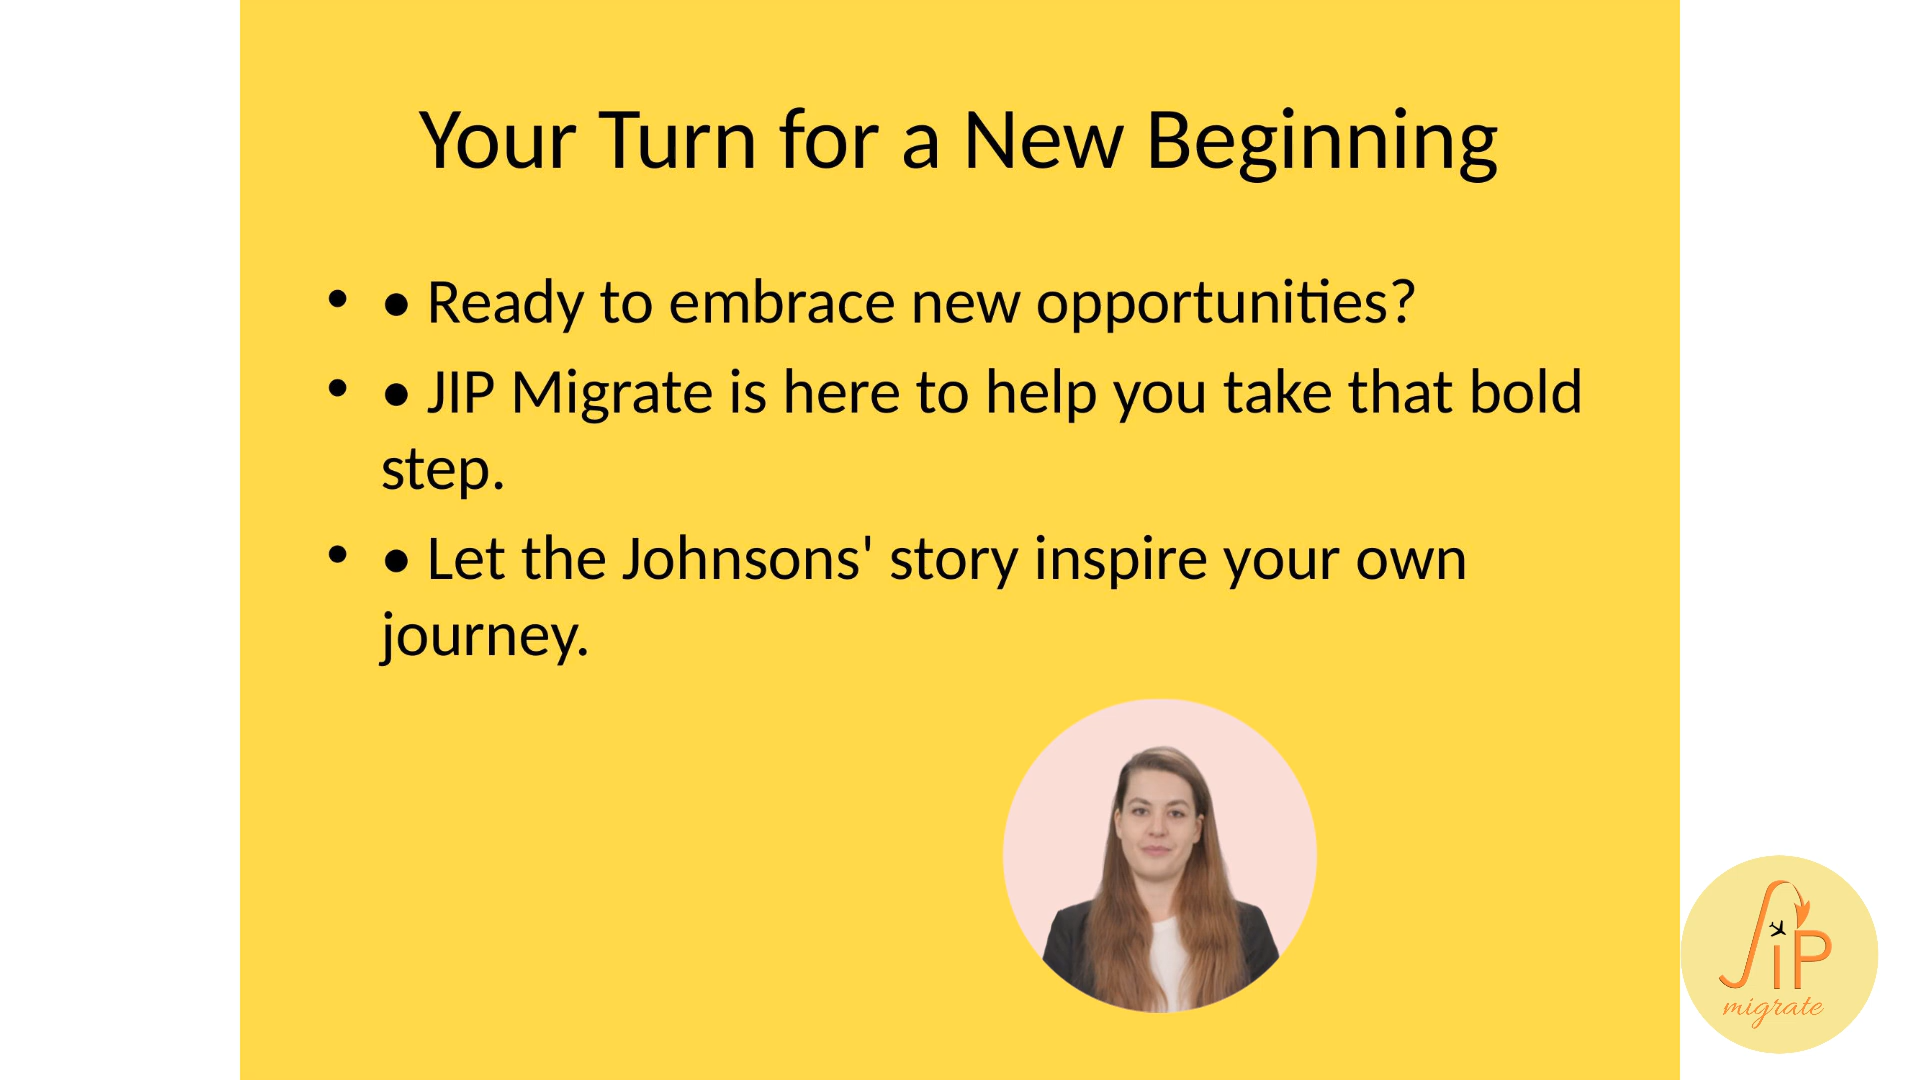 Your Turn for a New Beginning
• • Ready to embrace new opportunities?
• • JIP Migrate is here to help you take that bold
step.
• • Let the Johnsons' story inspire your own
journey.
JiP
migrate